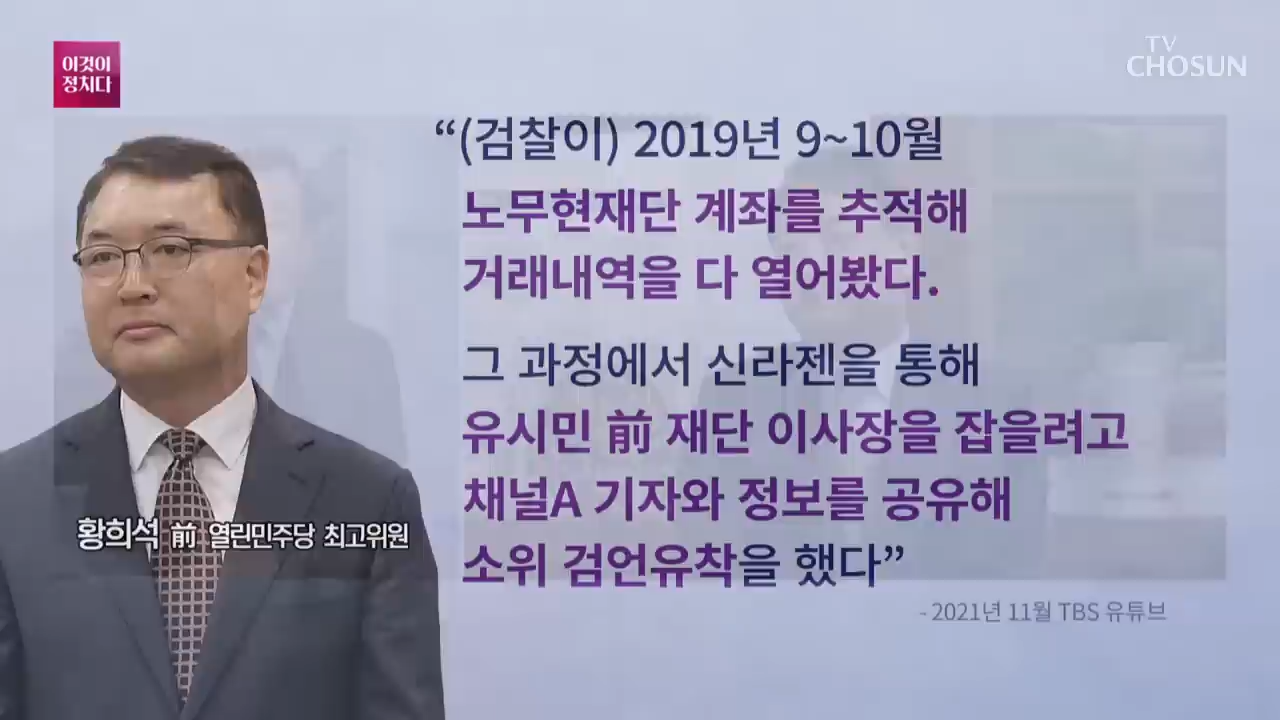 이것이
정치다
TV
CHOSUN
“(검찰이) 2019년 9~10월
노무현재단 계좌를 추적해
거래내역을 다 열어봤다.
그 과정에서 신라젠을 통해
유시민 前 재단 이사장을 잡을려고
채널A 기자와 정보를 공유해
소위 검언유착을 했다”
황희석 前 열린민주당 최고위원
- 2021년 11월 TBS 유튜브